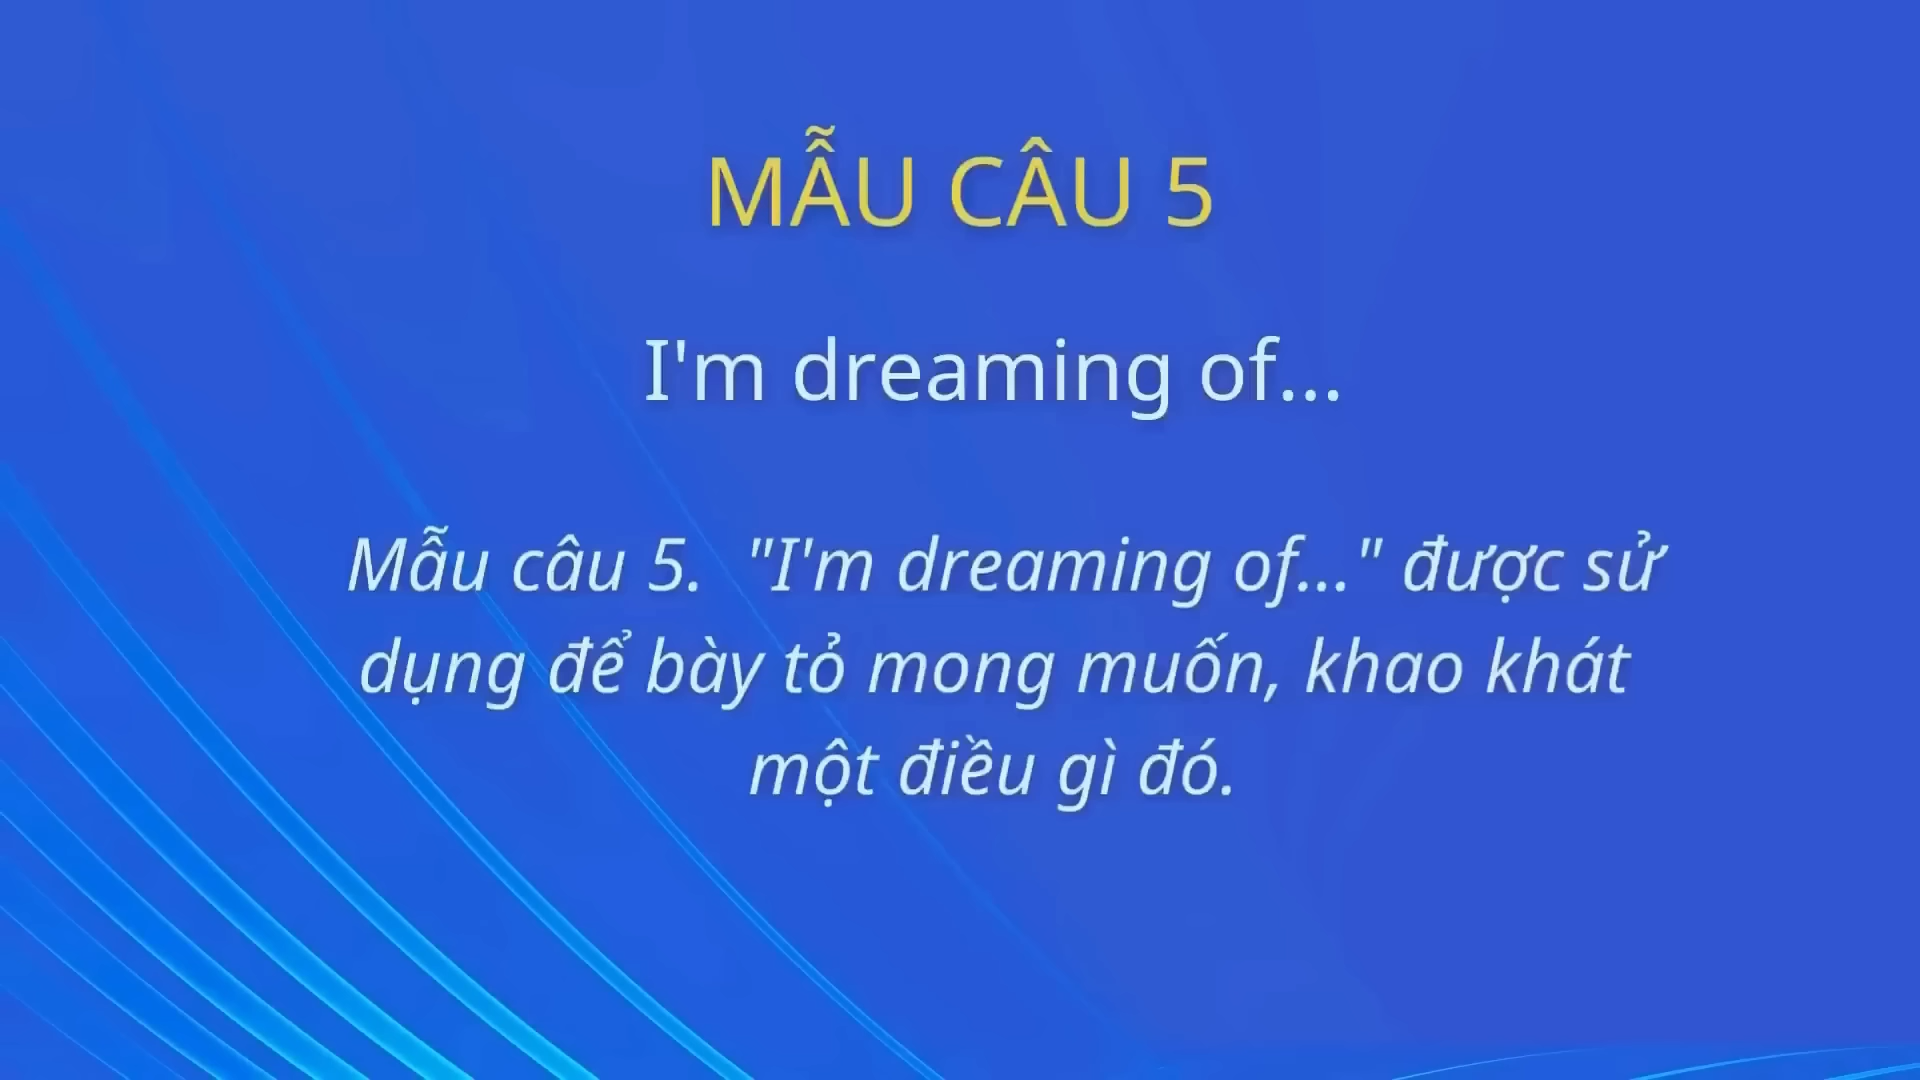 MẪU CÂU 5
I'm dreaming of...
Mẫu câu 5.  "I'm dreaming of..." được sử
dụng để bày tỏ mong muốn, khao khát
một điều gì đó.